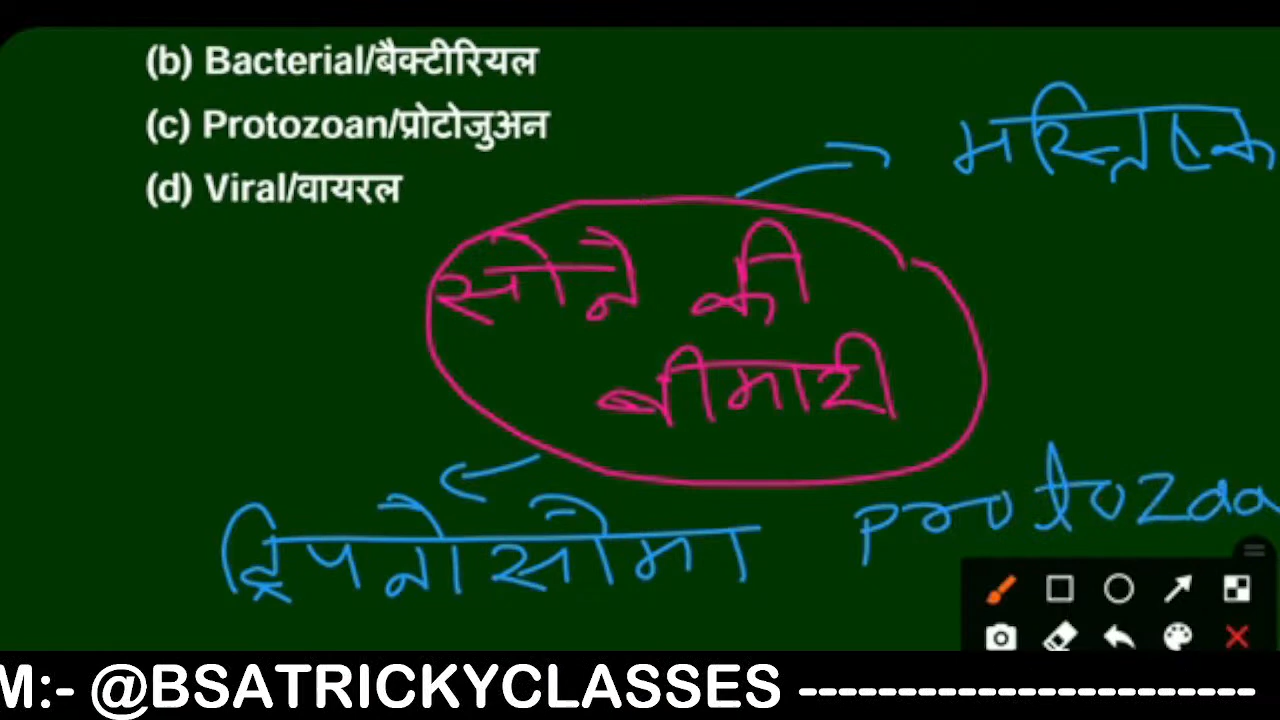 (b) Bacterial/बैक्टीरियल
(c) Protozoan/प्रोटोजुअन
(d) Viral/वायरल
मस्तिष्क
सोने की
बीमारी
ट्रिपनोसोमा protozoa
M:- @BSATRICKYCLASSES ------------------------